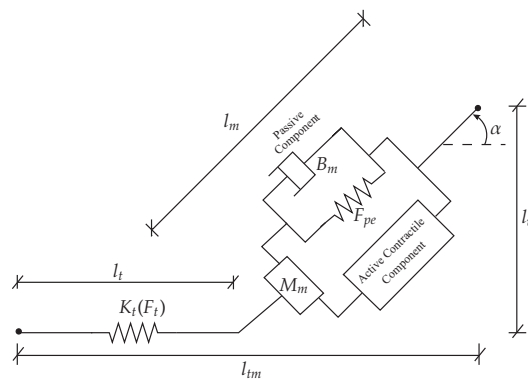 l_m
Passive
Component
B_m
α
F_pe
l_t
M_m
Active Contractile
Component
K_t(F_t)
l_tm